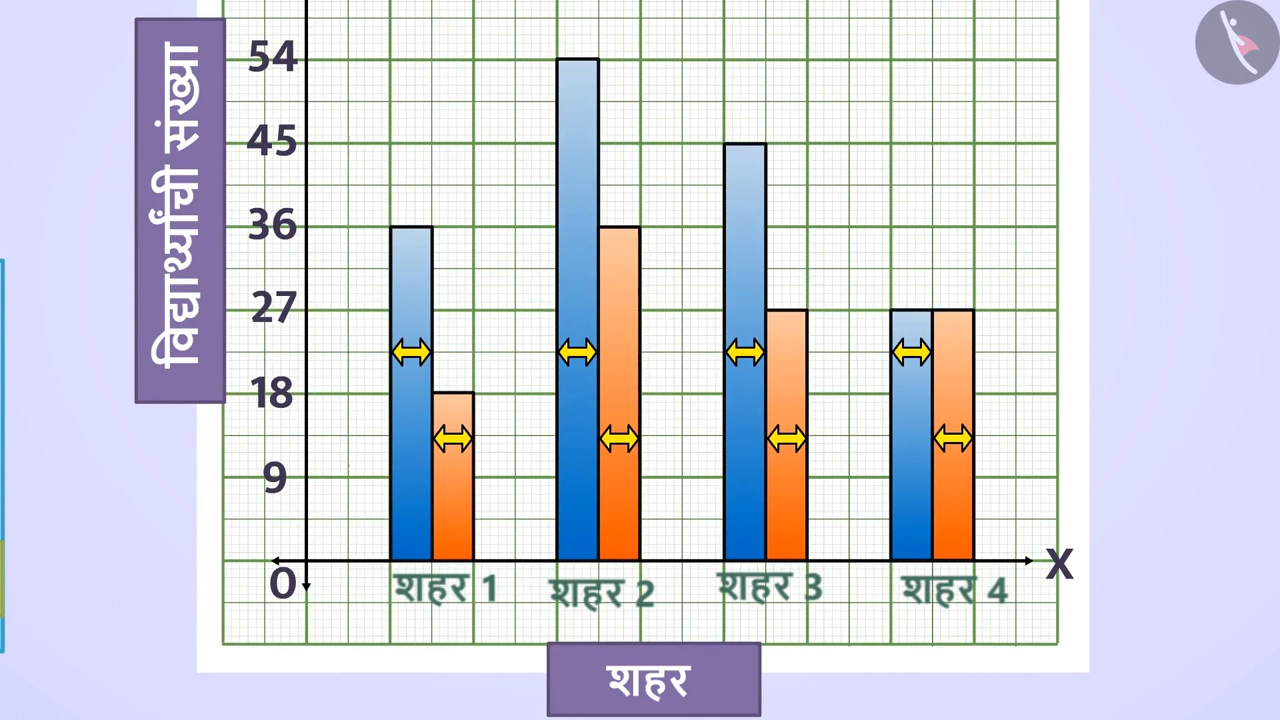 विद्यार्थ्यांची संख्या
54
45
36
27
18
9
0
X
शहर 1
शहर 2
शहर 3
शहर 4
शहर